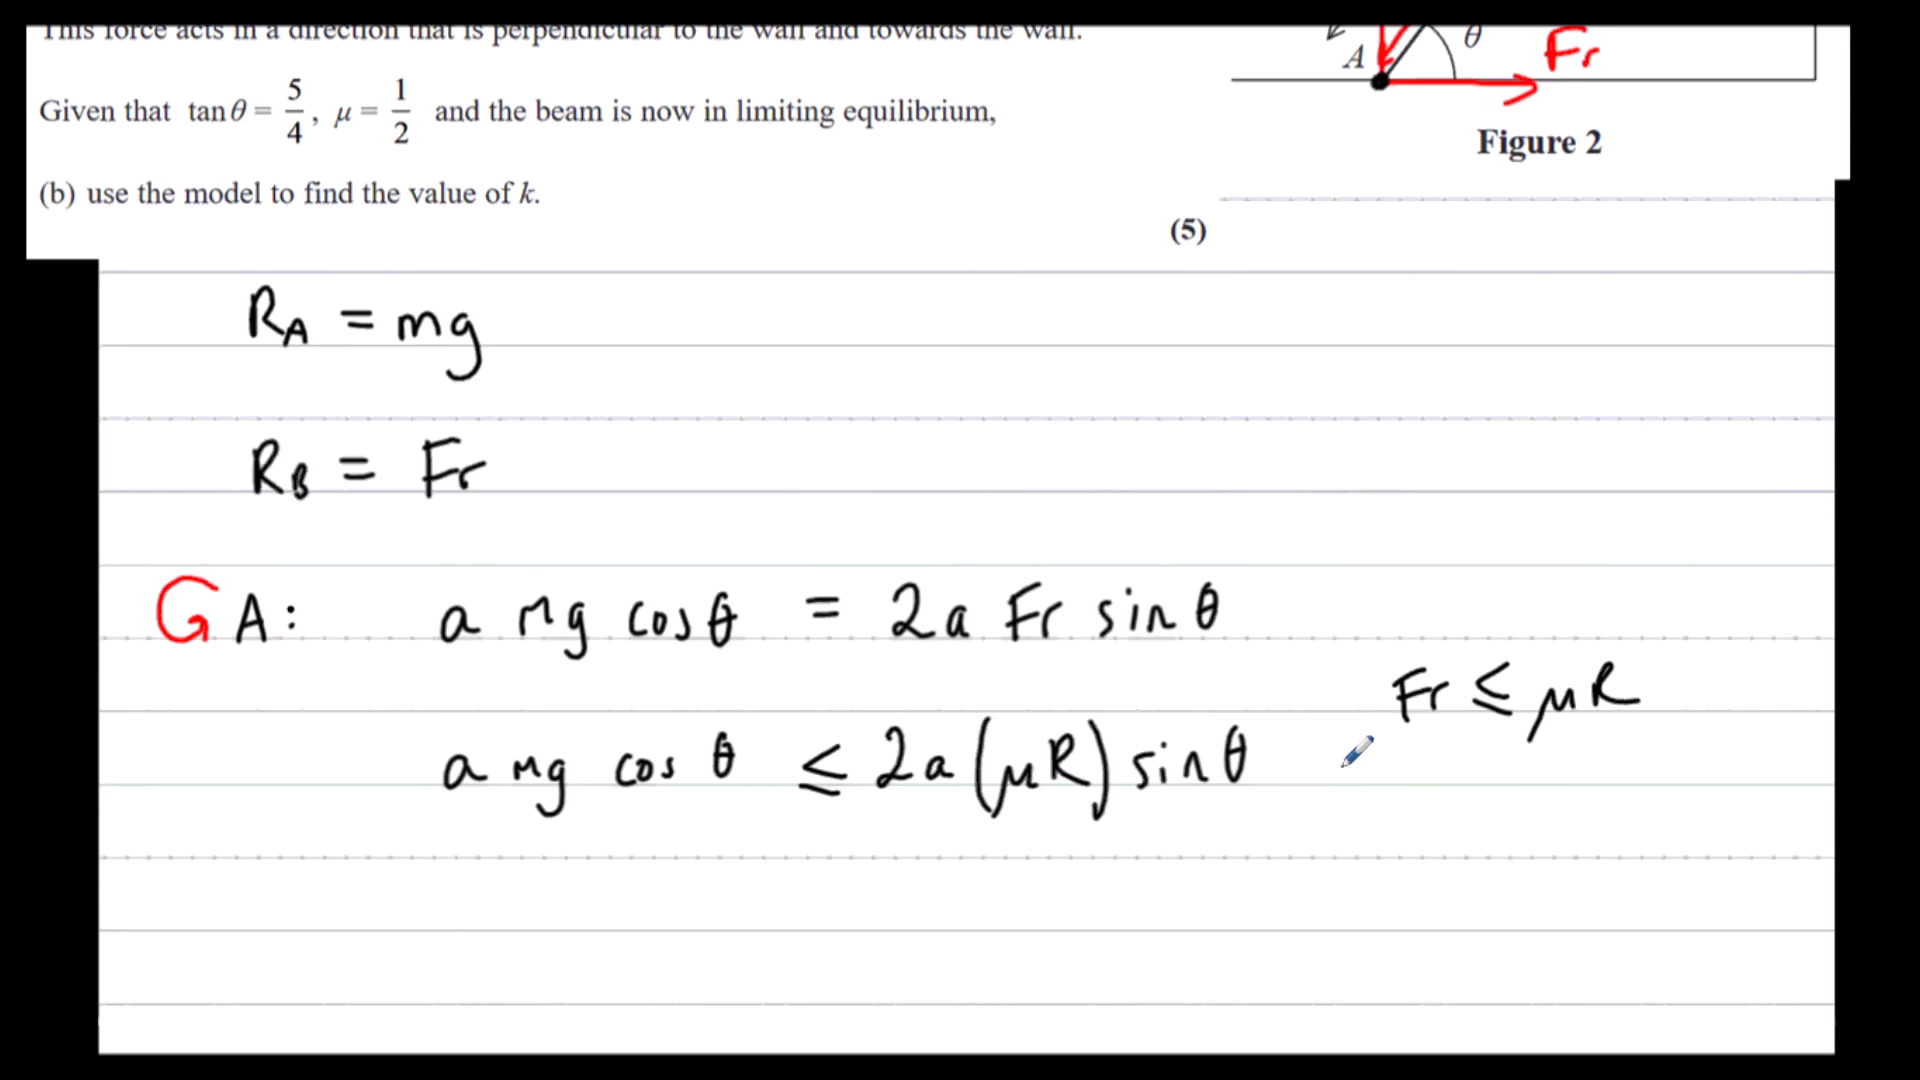 This force acts in a direction that is perpendicular to the wall and towards the wall.
A θ Fr
Given that tan θ = 5/4, μ = 1/2 and the beam is now in limiting equilibrium,
Figure 2
(b) use the model to find the value of k.
(5)
R_A = mg
R_B = Fr
G A: a mg cos θ = 2a Fr sin θ
Fr ≤ μR
a mg cos θ ≤ 2a (μR) sin θ